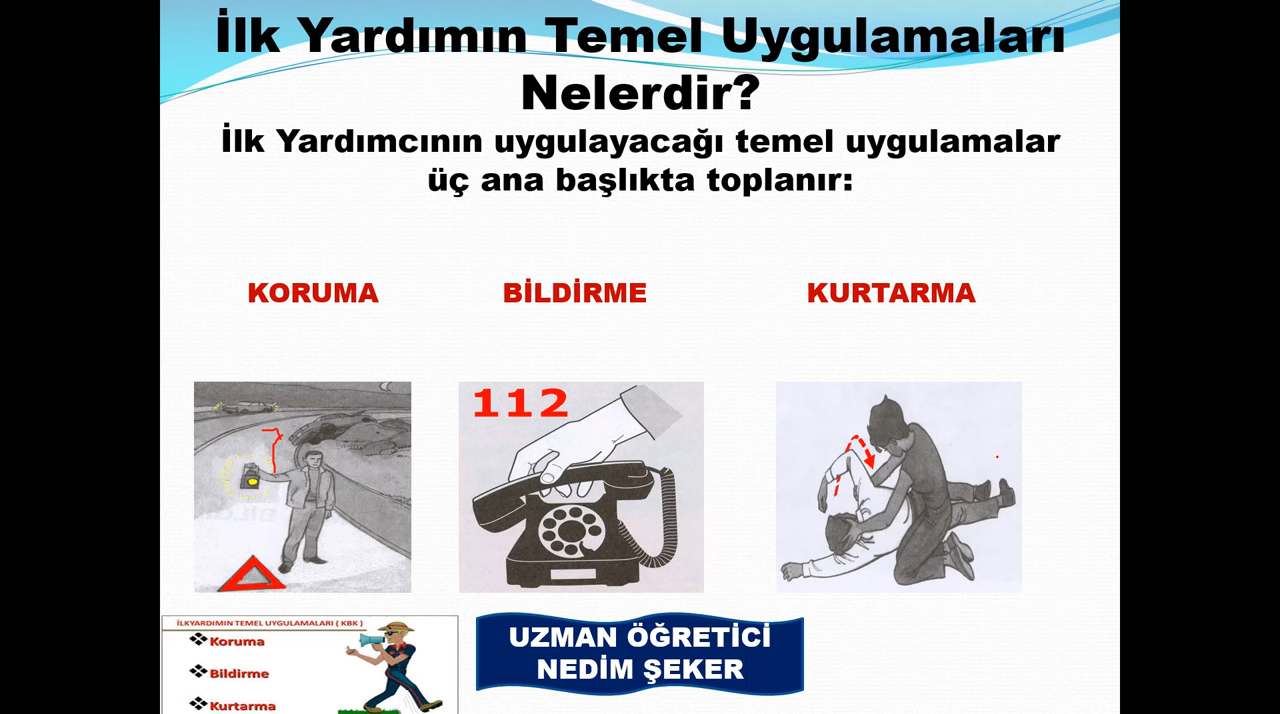 İlk Yardımın Temel Uygulamaları
Nelerdir?
İlk Yardımcının uygulayacağı temel uygulamalar
üç ana başlıkta toplanır:
KORUMA
BİLDİRME
KURTARMA
112
İLKYARDIMIN TEMEL UYGULAMALARI ( KBK )
Koruma
Bildirme
Kurtarma
UZMAN ÖĞRETİCİ
NEDİM ŞEKER